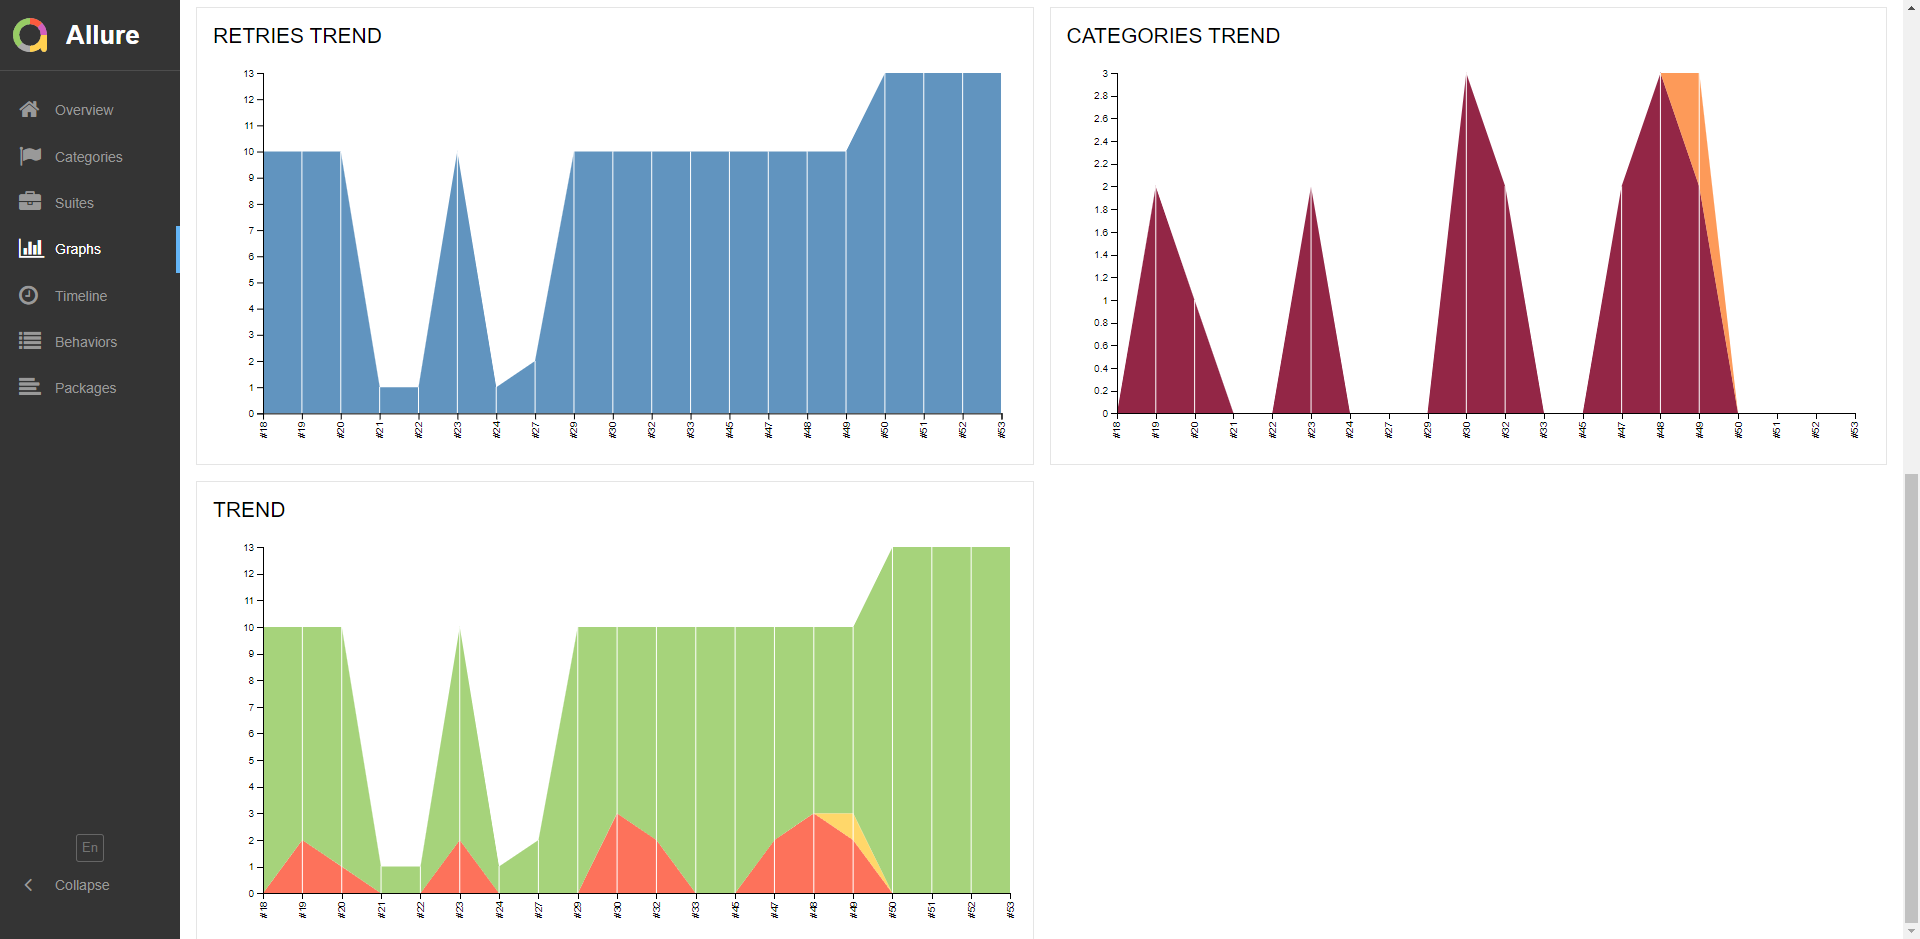 Allure
Overview
Categories
Suites
Graphs
Timeline
Behaviors
Packages
En
Collapse
RETRIES TREND
13
12
11
10
9
8
7
6
5
4
3
2
1
0
#18 #19 #20 #21 #22 #23 #24 #27 #29 #30 #32 #33 #45 #47 #48 #49 #50 #51 #52 #53
CATEGORIES TREND
3
2.8
2.6
2.4
2.2
2
1.8
1.6
1.4
1.2
1
0.8
0.6
0.4
0.2
0
#18 #19 #20 #21 #22 #23 #24 #27 #29 #30 #32 #33 #45 #47 #48 #49 #50 #51 #52 #53
TREND
13
12
11
10
9
8
7
6
5
4
3
2
1
0
#18 #19 #20 #21 #22 #23 #24 #27 #29 #30 #32 #33 #45 #47 #48 #49 #50 #51 #52 #53